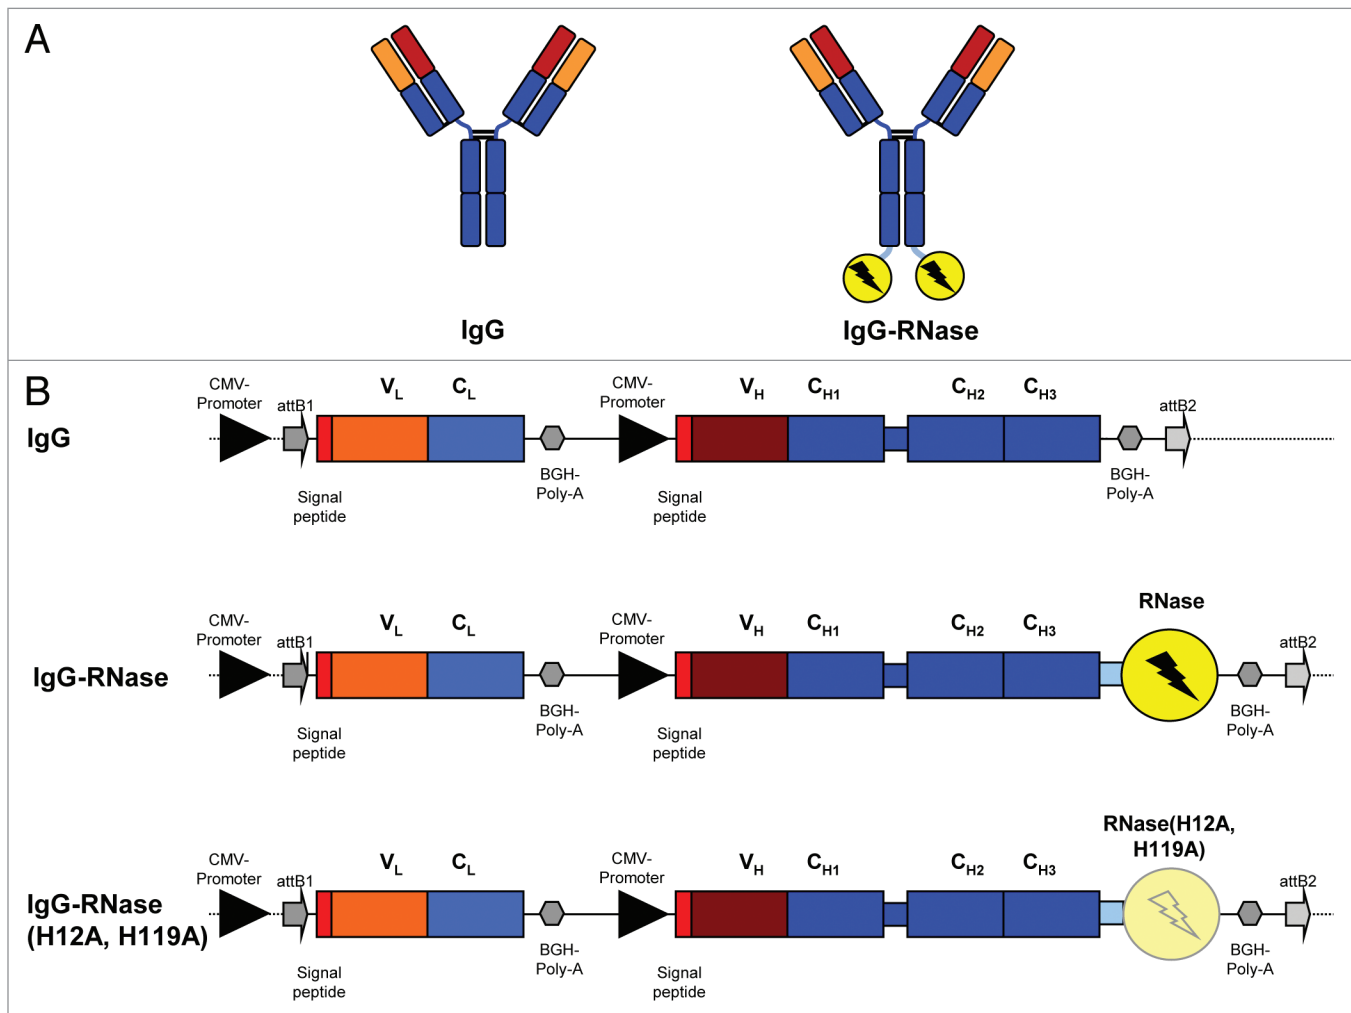 A
IgG
IgG-RNase
B
IgG
CMV-
Promoter
attB1
VL
CL
CMV-
Promoter
VH
CH1
CH2
CH3
attB2
Signal
peptide
BGH-
Poly-A
Signal
peptide
BGH-
Poly-A
IgG-RNase
CMV-
Promoter
attB1
VL
CL
CMV-
Promoter
VH
CH1
CH2
CH3
RNase
attB2
Signal
peptide
BGH-
Poly-A
Signal
peptide
BGH-
Poly-A
IgG-RNase
(H12A, H119A)
CMV-
Promoter
attB1
VL
CL
CMV-
Promoter
VH
CH1
CH2
CH3
RNase(H12A,
H119A)
attB2
Signal
peptide
BGH-
Poly-A
Signal
peptide
BGH-
Poly-A